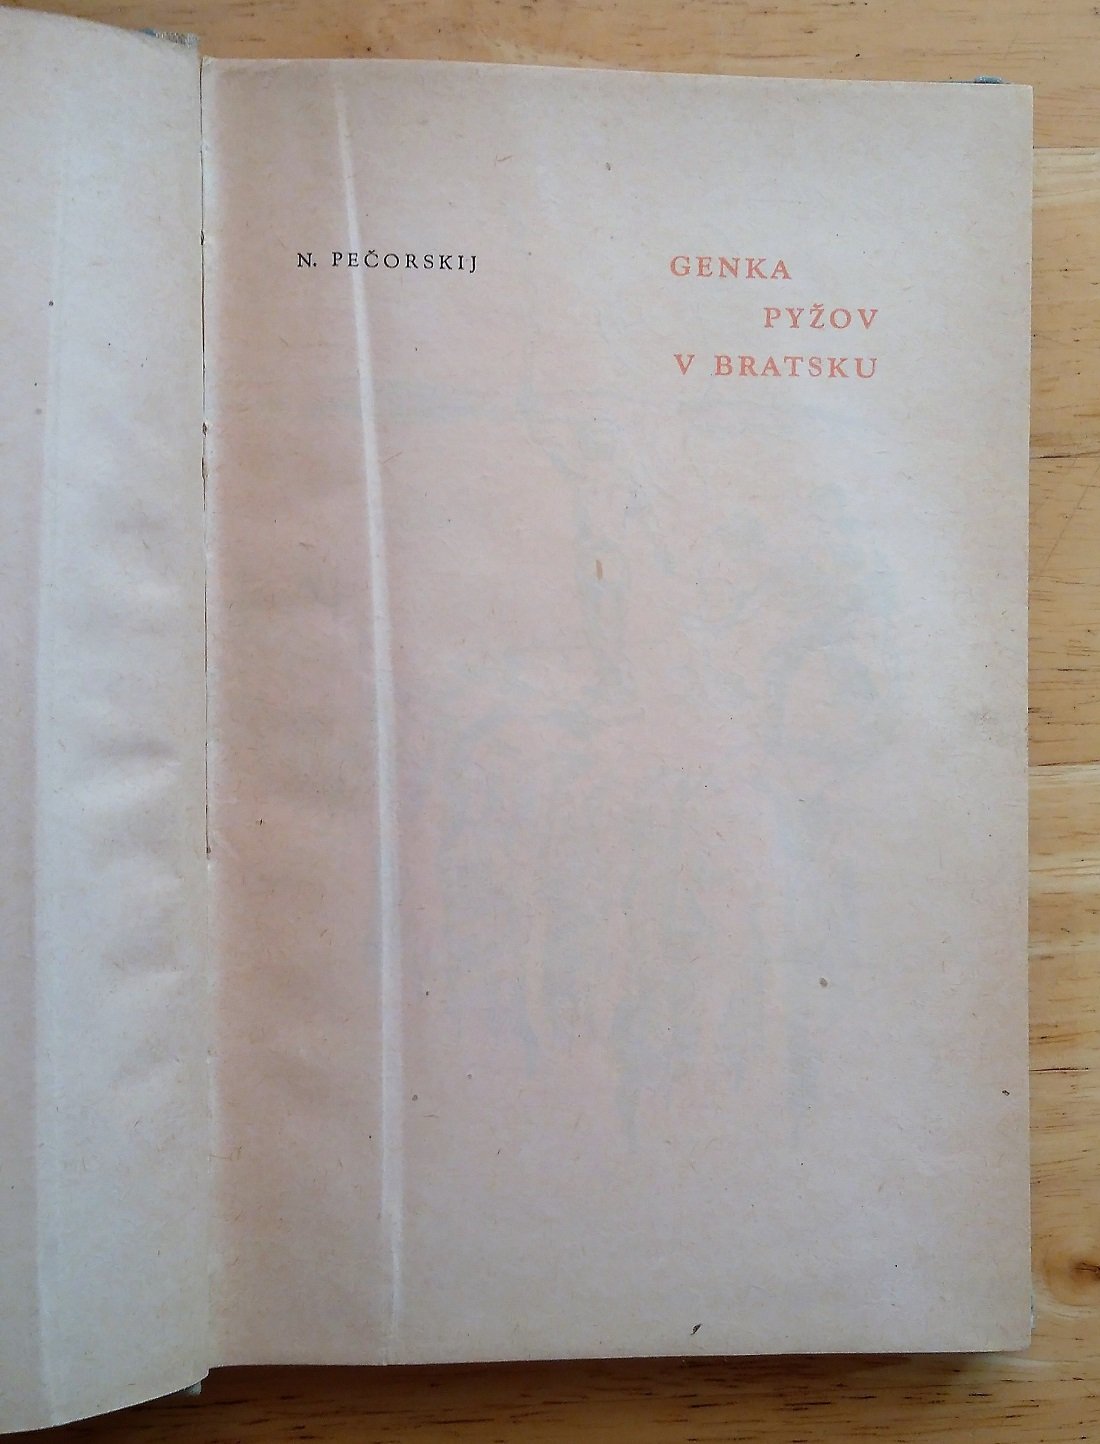 N. PEČORSKIJ
GENKA
PYŽOV
V BRATSKU